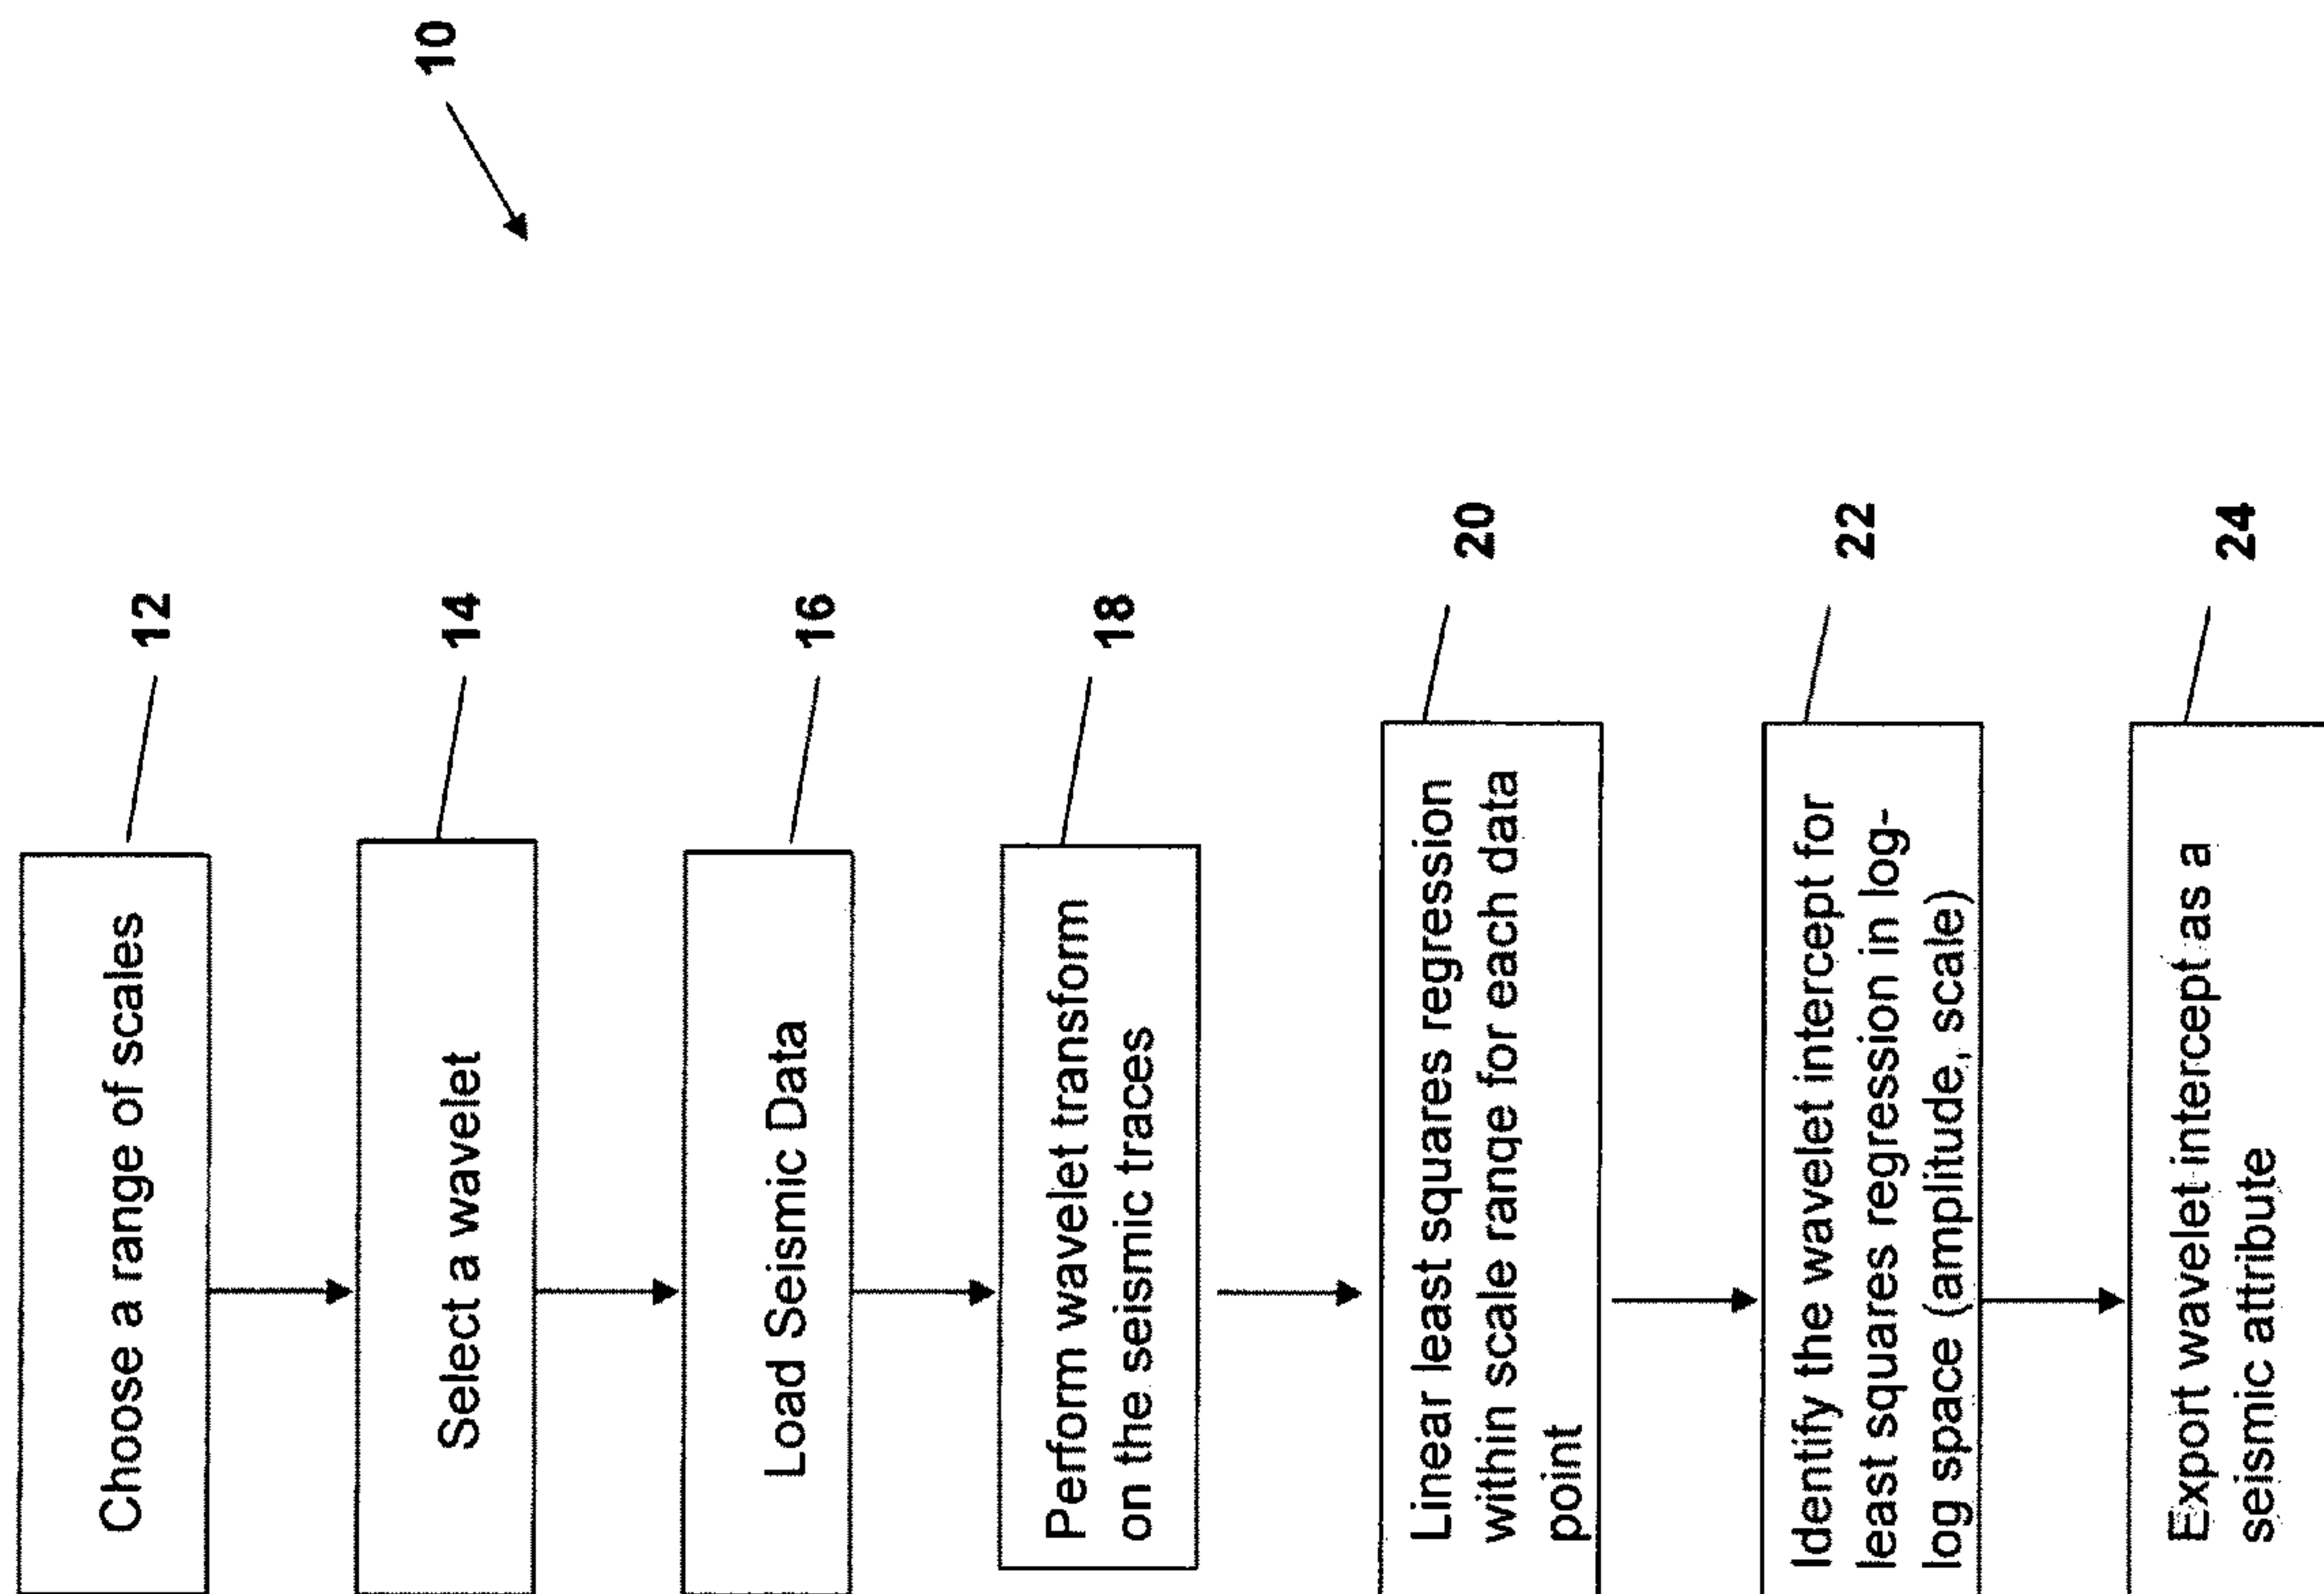 10
Choose a range of scales
12
Select a wavelet
14
Load Seismic Data
16
Perform wavelet transform
on the seismic traces
18
Linear least squares regression
within scale range for each data
point
20
Identify the wavelet intercept for
least squares regression in log-
log space (amplitude, scale)
22
Export wavelet intercept as a
seismic attribute
24